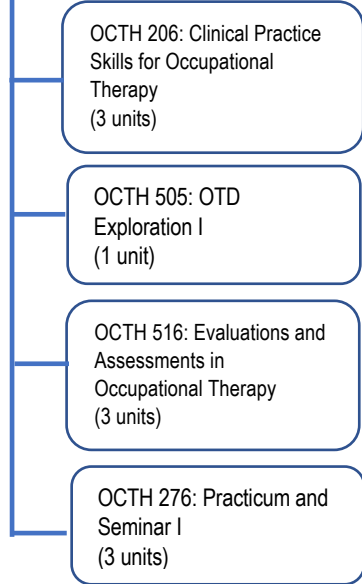 OCTH 206: Clinical Practice
Skills for Occupational
Therapy
(3 units)
OCTH 505: OTD
Exploration I
(1 unit)
OCTH 516: Evaluations and
Assessments in
Occupational Therapy
(3 units)
OCTH 276: Practicum and
Seminar I
(3 units)